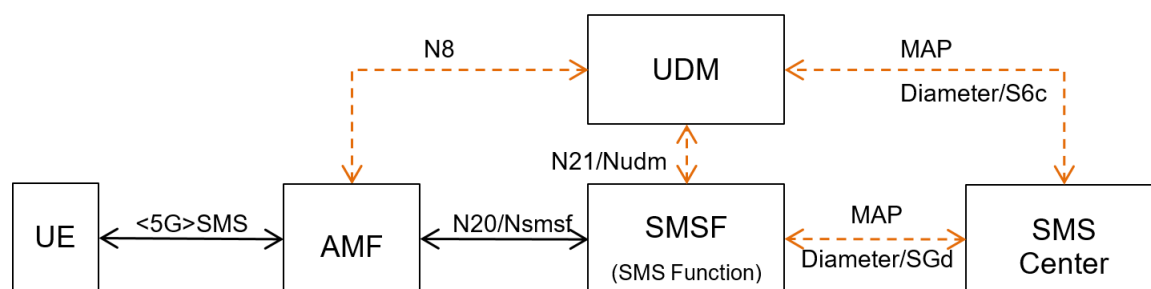 N8
UDM
MAP
Diameter/S6c
N21/Nudm
UE
<5G>SMS
AMF
N20/Nsmsf
SMSF
(SMS Function)
MAP
Diameter/SGd
SMS
Center